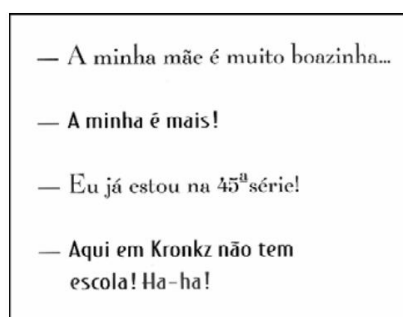 — A minha mãe é muito boazinha...
— A minha é mais!
— Eu já estou na 45ª série!
— Aqui em Kronkz não tem
escola! Ha-ha!